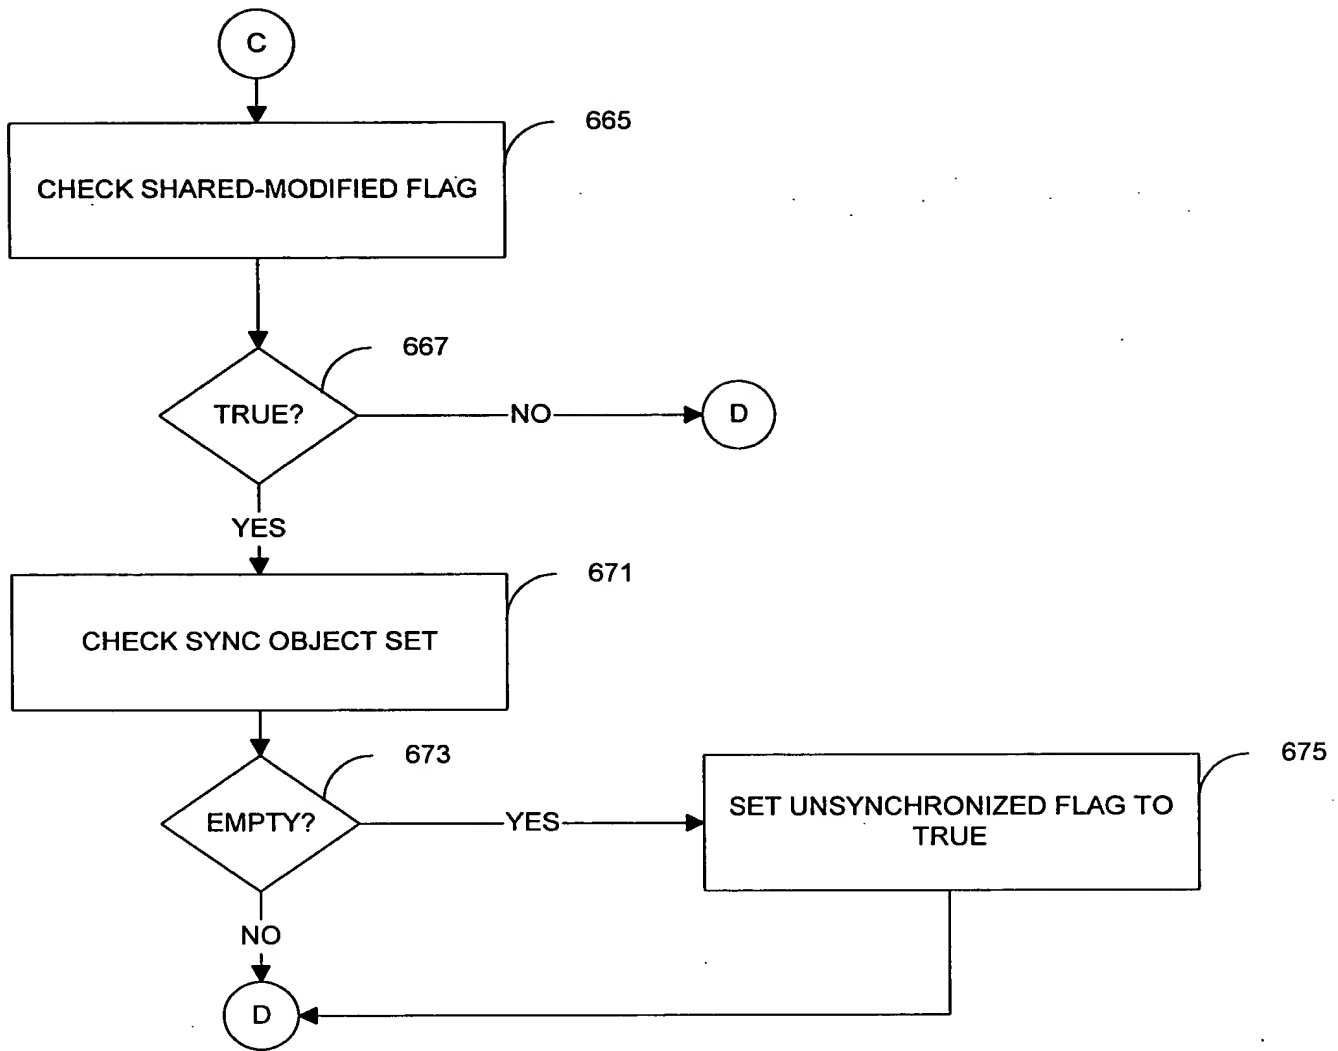 C
665
CHECK SHARED-MODIFIED FLAG
667
TRUE?
NO
D
YES
671
CHECK SYNC OBJECT SET
673
EMPTY?
YES
675
SET UNSYNCHRONIZED FLAG TO
TRUE
NO
D